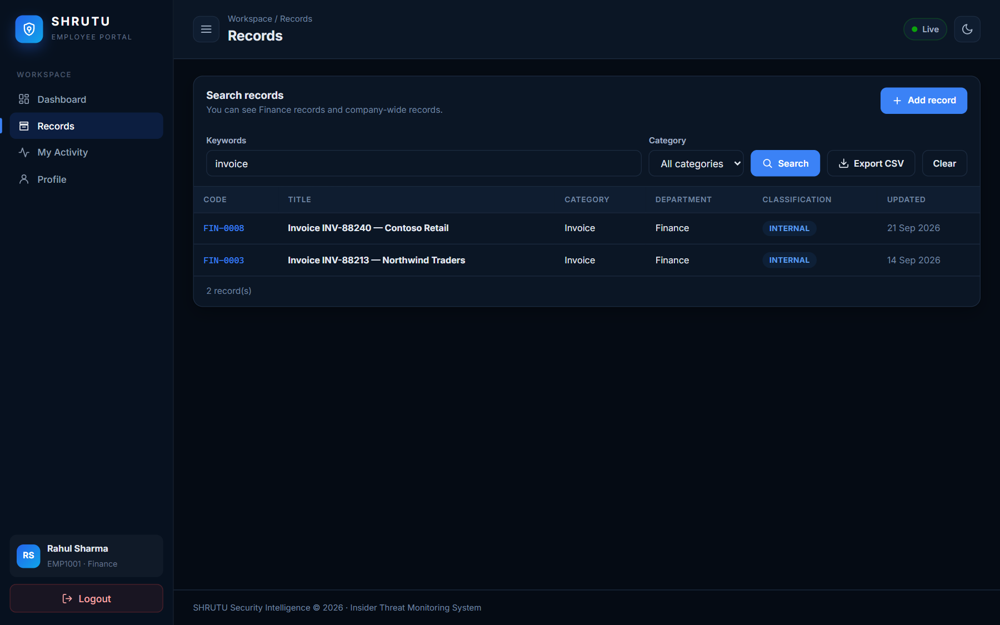 SHRUTU
EMPLOYEE PORTAL
WORKSPACE
Dashboard
Records
My Activity
Profile
RS
Rahul Sharma
EMP1001 · Finance
Logout
Workspace / Records
Records
Live
Search records
You can see Finance records and company-wide records.
Add record
Keywords
Category
invoice
All categories
Search
Export CSV
Clear
CODE TITLE CATEGORY DEPARTMENT CLASSIFICATION UPDATED
FIN-0008 Invoice INV-88240 — Contoso Retail Invoice Finance INTERNAL 21 Sep 2026
FIN-0003 Invoice INV-88213 — Northwind Traders Invoice Finance INTERNAL 14 Sep 2026
2 record(s)
SHRUTU Security Intelligence © 2026 · Insider Threat Monitoring System